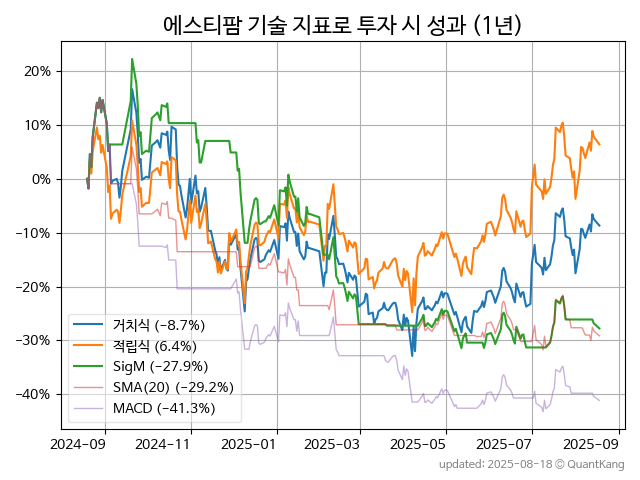 에스티팜 기술 지표로 투자 시 성과 (1년)
20%
10%
0%
−10%
−20%
−30%
−40%
거치식 (−8.7%)
적립식 (6.4%)
SigM (−27.9%)
SMA(20) (−29.2%)
MACD (−41.3%)
2024-09 2024-11 2025-01 2025-03 2025-05 2025-07 2025-09
updated: 2025-08-18 © QuantKang